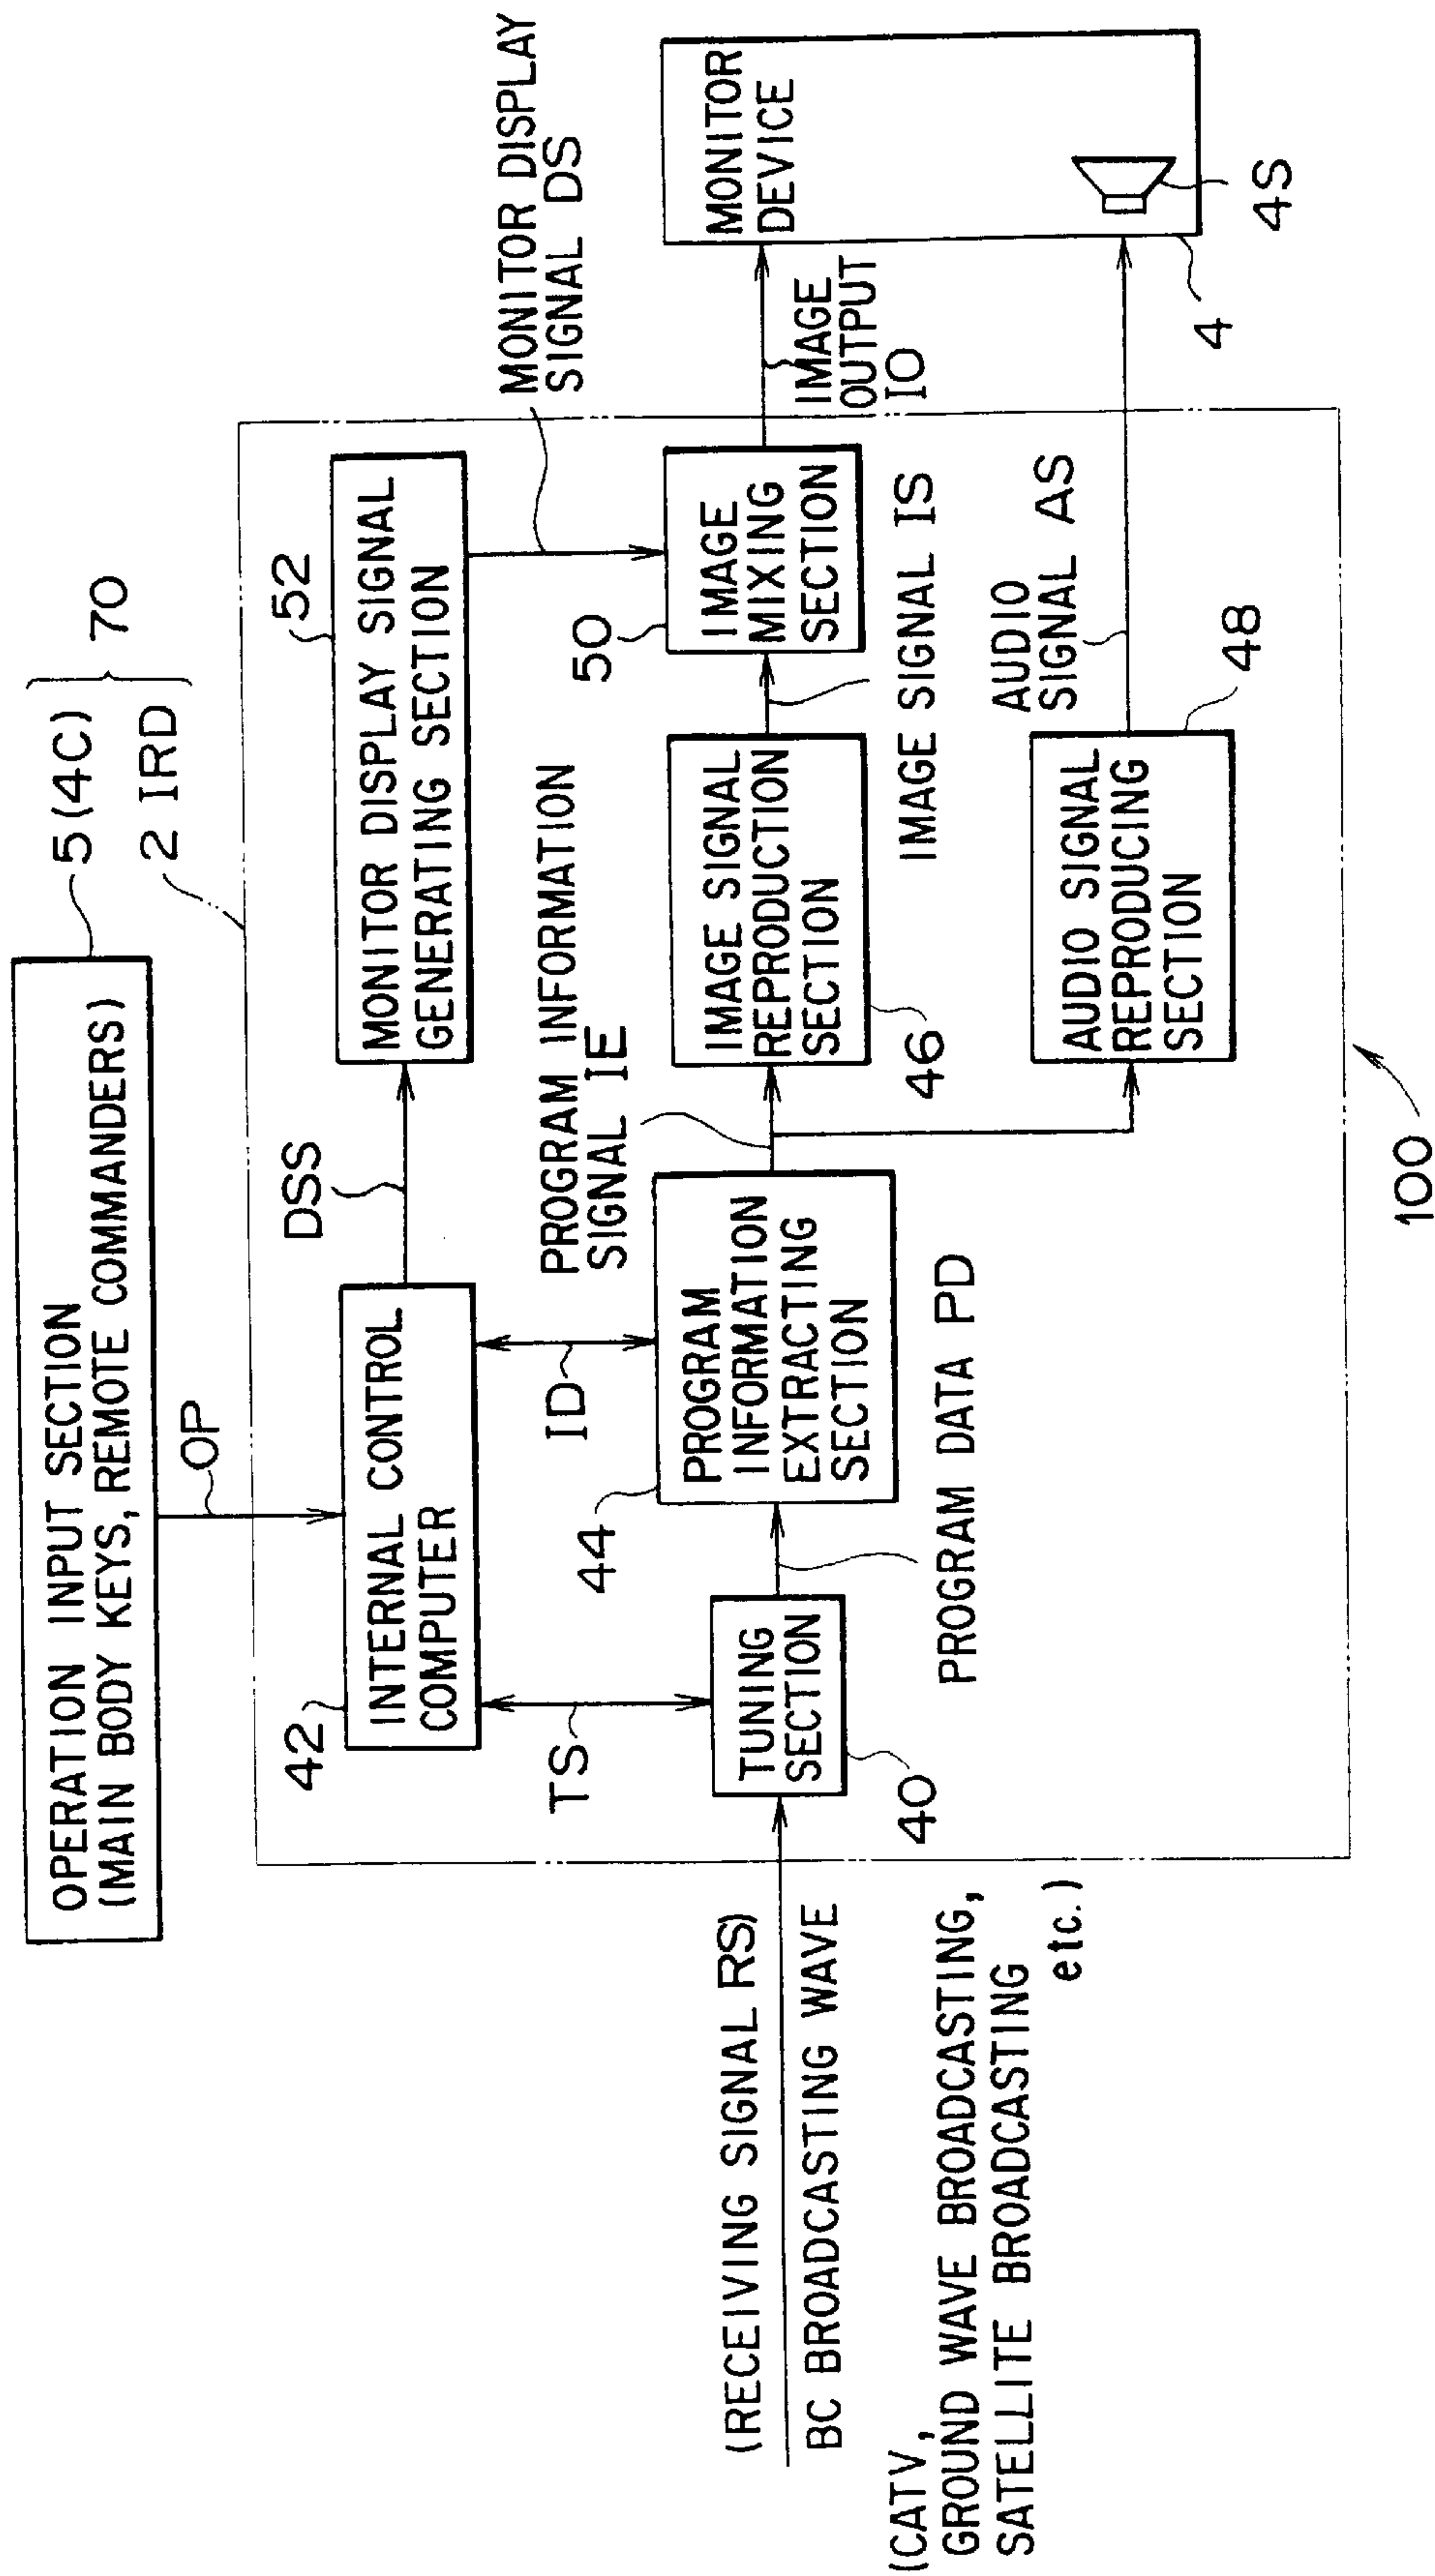 OPERATION INPUT SECTION
(MAIN BODY KEYS, REMOTE COMMANDERS)
5 (4C)
2 IRD
70
OP
42
INTERNAL CONTROL
COMPUTER
DSS
52
MONITOR DISPLAY SIGNAL
GENERATING SECTION
MONITOR DISPLAY
SIGNAL DS
TS
ID
PROGRAM INFORMATION
SIGNAL IE
50
(RECEIVING SIGNAL RS)
BC BROADCASTING WAVE
(CATV,
GROUND WAVE BROADCASTING,
SATELLITE BROADCASTING
etc.)
TUNING
SECTION
40
44
PROGRAM
INFORMATION
EXTRACTING
SECTION
PROGRAM DATA PD
IMAGE SIGNAL
REPRODUCTION
SECTION
46
IMAGE SIGNAL IS
IMAGE
MIXING
SECTION
IMAGE
OUTPUT
IO
MONITOR
DEVICE
AUDIO SIGNAL
REPRODUCING
SECTION
48
AUDIO
SIGNAL AS
4
4S
100